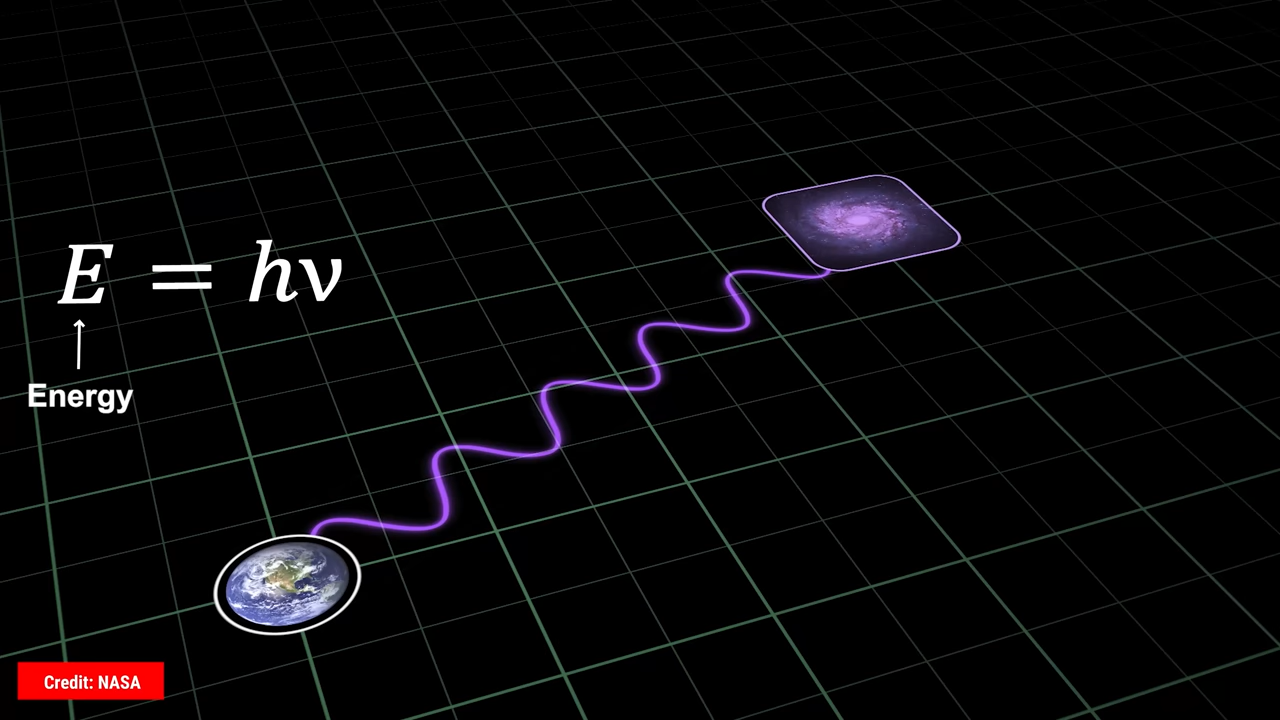 E = hν
↑
Energy
Credit: NASA